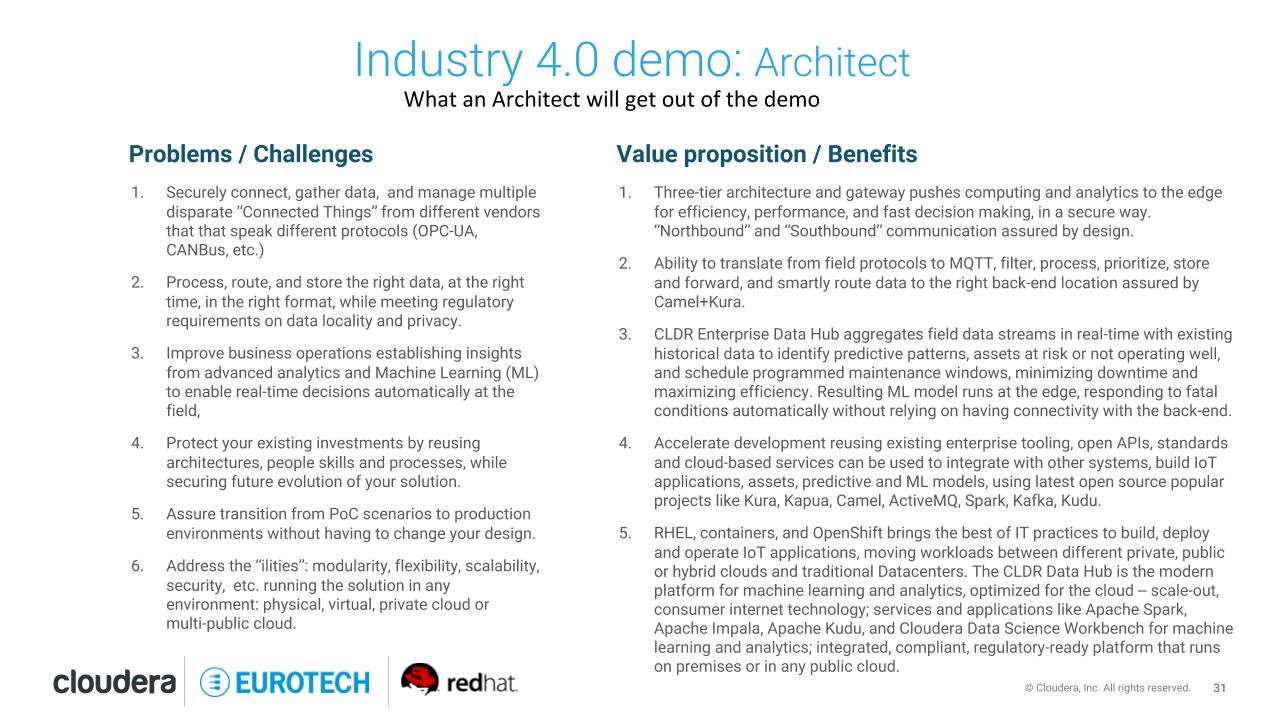 Industry 4.0 demo: Architect
What an Architect will get out of the demo
Problems / Challenges
1. Securely connect, gather data,  and manage multiple
disparate “Connected Things” from different vendors
that that speak different protocols (OPC-UA,
CANBus, etc.)
2. Process, route, and store the right data, at the right
time, in the right format, while meeting regulatory
requirements on data locality and privacy.
3. Improve business operations establishing insights
from advanced analytics and Machine Learning (ML)
to enable real-time decisions automatically at the
field,
4. Protect your existing investments by reusing
architectures, people skills and processes, while
securing future evolution of your solution.
5. Assure transition from PoC scenarios to production
environments without having to change your design.
6. Address the “ilities”: modularity, flexibility, scalability,
security,  etc. running the solution in any
environment: physical, virtual, private cloud or
multi-public cloud.
Value proposition / Benefits
1. Three-tier architecture and gateway pushes computing and analytics to the edge
for efficiency, performance, and fast decision making, in a secure way.
“Northbound” and “Southbound” communication assured by design.
2. Ability to translate from field protocols to MQTT, filter, process, prioritize, store
and forward, and smartly route data to the right back-end location assured by
Camel+Kura.
3. CLDR Enterprise Data Hub aggregates field data streams in real-time with existing
historical data to identify predictive patterns, assets at risk or not operating well,
and schedule programmed maintenance windows, minimizing downtime and
maximizing efficiency. Resulting ML model runs at the edge, responding to fatal
conditions automatically without relying on having connectivity with the back-end.
4. Accelerate development reusing existing enterprise tooling, open APIs, standards
and cloud-based services can be used to integrate with other systems, build IoT
applications, assets, predictive and ML models, using latest open source popular
projects like Kura, Kapua, Camel, ActiveMQ, Spark, Kafka, Kudu.
5. RHEL, containers, and OpenShift brings the best of IT practices to build, deploy
and operate IoT applications, moving workloads between different private, public
or hybrid clouds and traditional Datacenters. The CLDR Data Hub is the modern
platform for machine learning and analytics, optimized for the cloud -- scale-out,
consumer internet technology; services and applications like Apache Spark,
Apache Impala, Apache Kudu, and Cloudera Data Science Workbench for machine
learning and analytics; integrated, compliant, regulatory-ready platform that runs
on premises or in any public cloud.
cloudera
EUROTECH
redhat.
© Cloudera, Inc. All rights reserved. 31